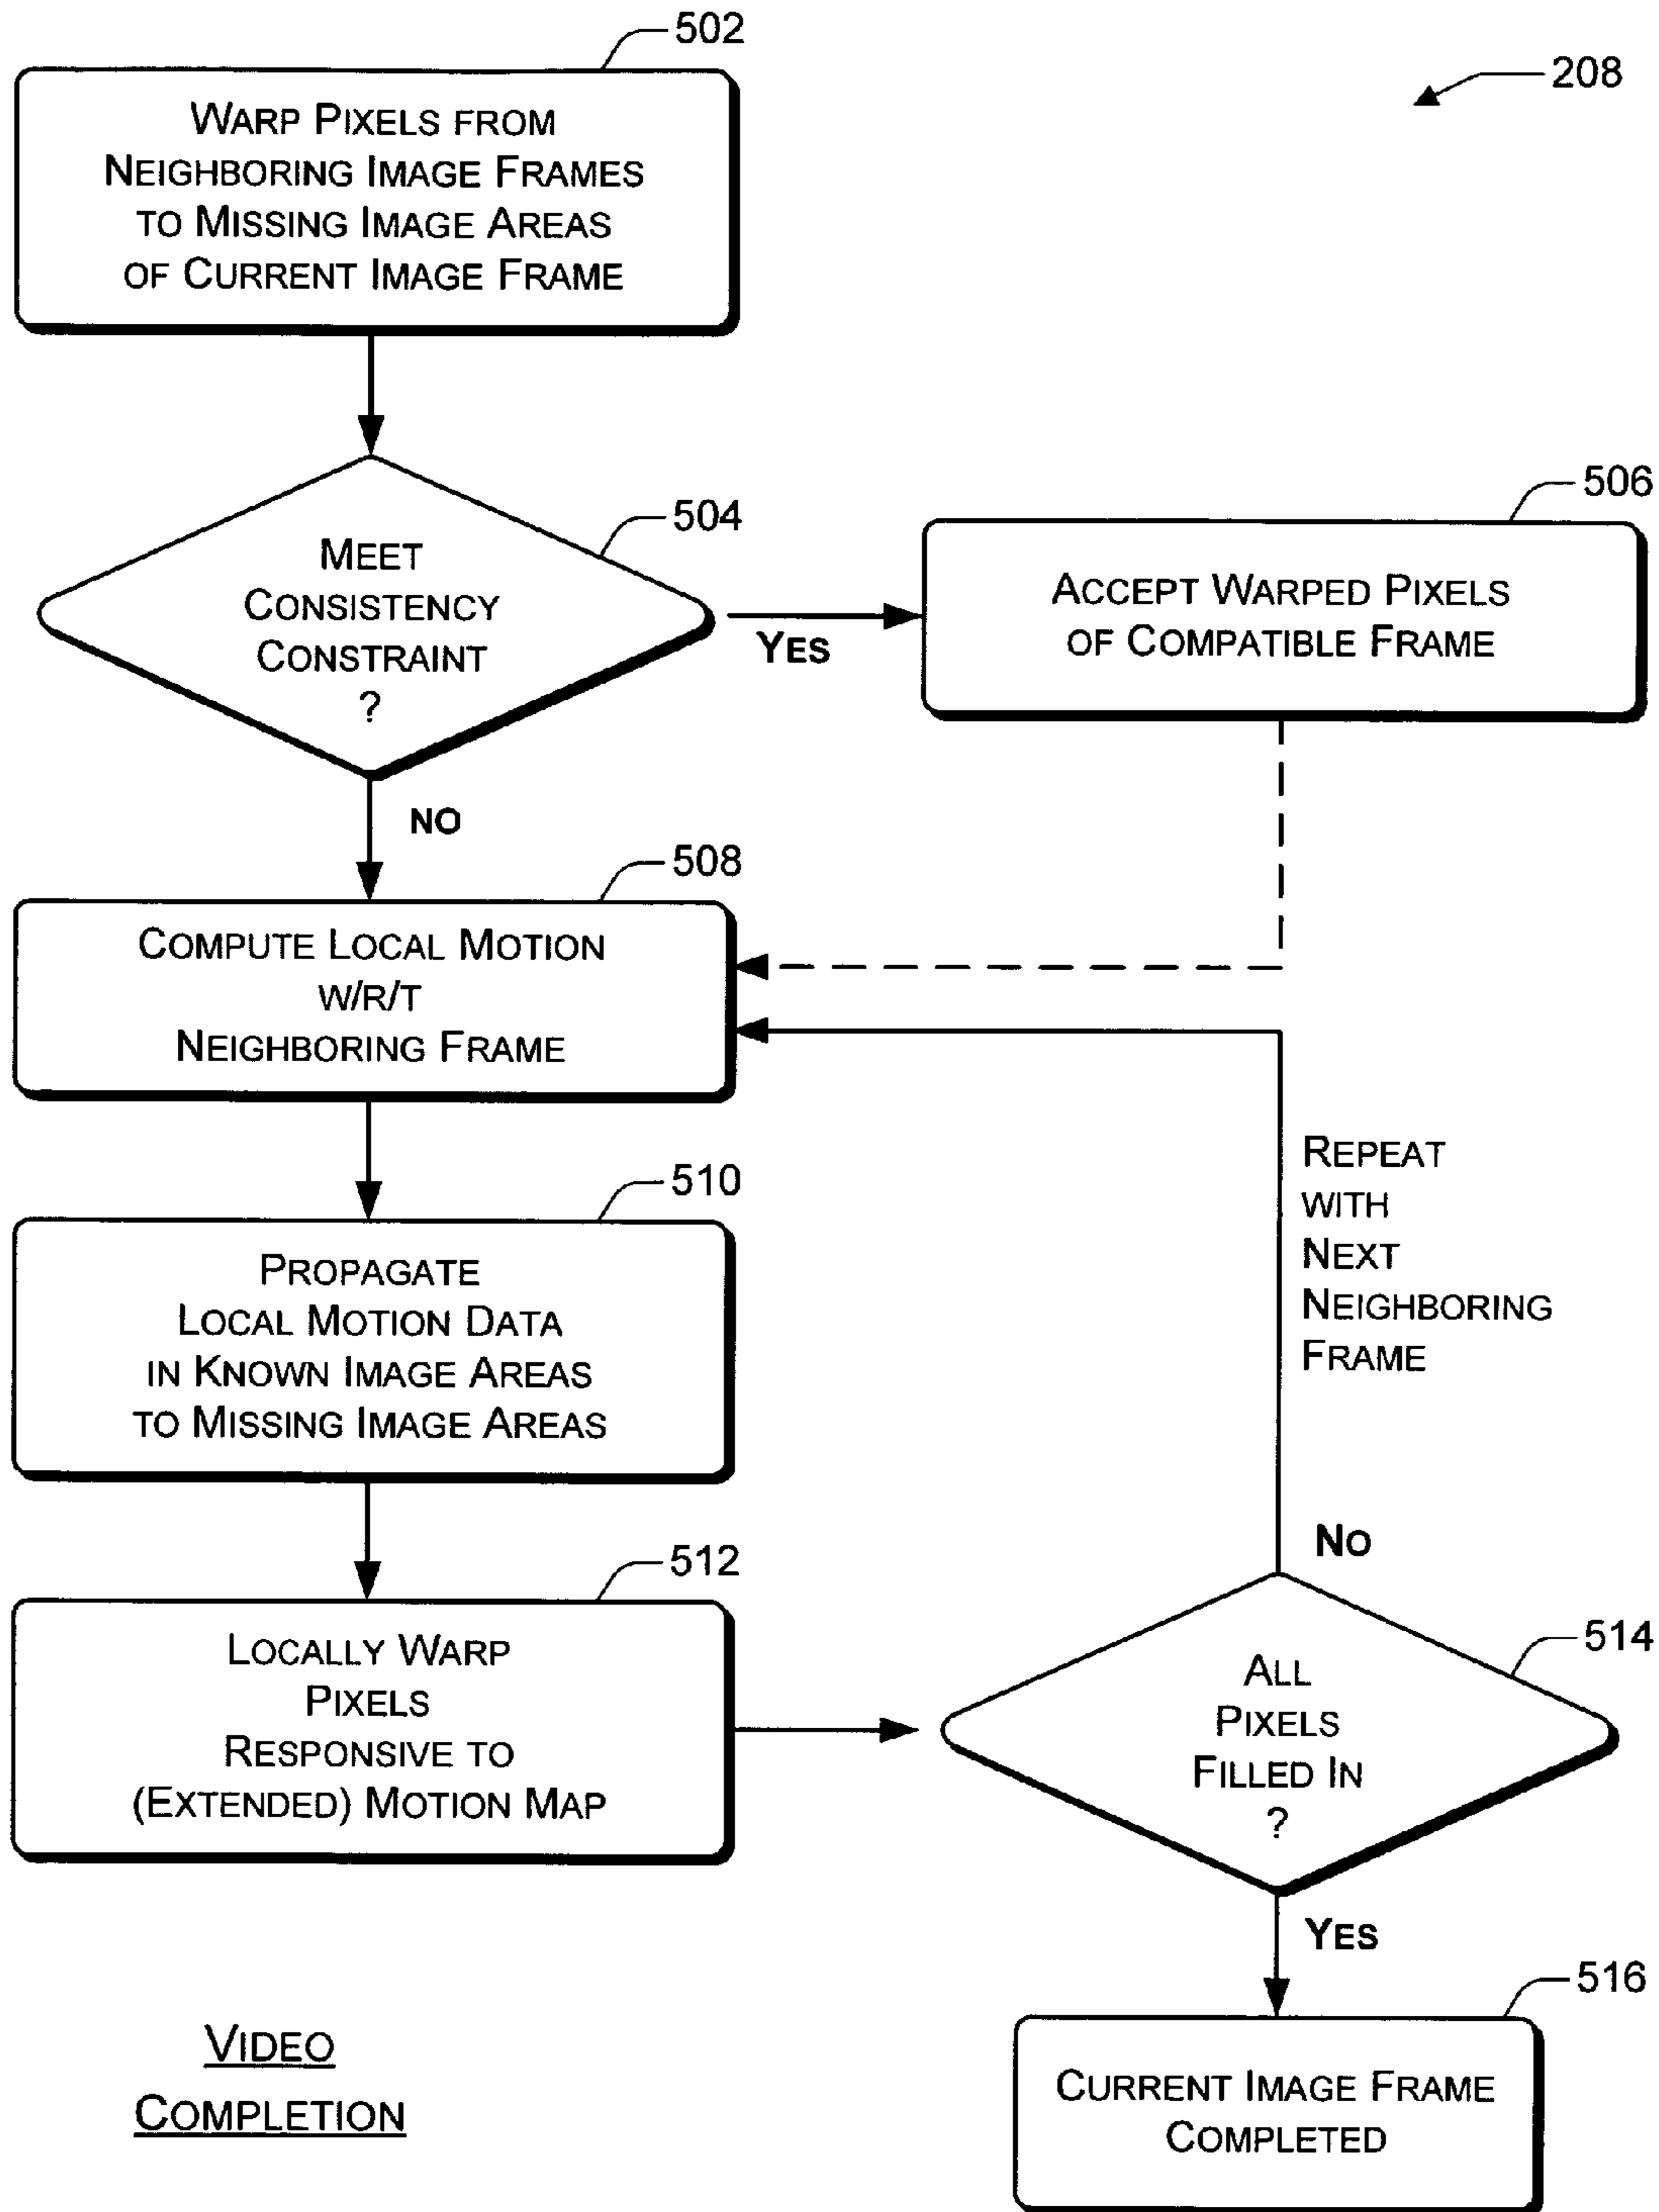 502
208
WARP PIXELS FROM
NEIGHBORING IMAGE FRAMES
TO MISSING IMAGE AREAS
OF CURRENT IMAGE FRAME
504
MEET
CONSISTENCY
CONSTRAINT
?
YES
506
ACCEPT WARPED PIXELS
OF COMPATIBLE FRAME
NO
508
COMPUTE LOCAL MOTION
W/R/T
NEIGHBORING FRAME
510
PROPAGATE
LOCAL MOTION DATA
IN KNOWN IMAGE AREAS
TO MISSING IMAGE AREAS
REPEAT
WITH
NEXT
NEIGHBORING
FRAME
512
LOCALLY WARP
PIXELS
RESPONSIVE TO
(EXTENDED) MOTION MAP
NO
514
ALL
PIXELS
FILLED IN
?
YES
516
CURRENT IMAGE FRAME
COMPLETED
VIDEO
COMPLETION